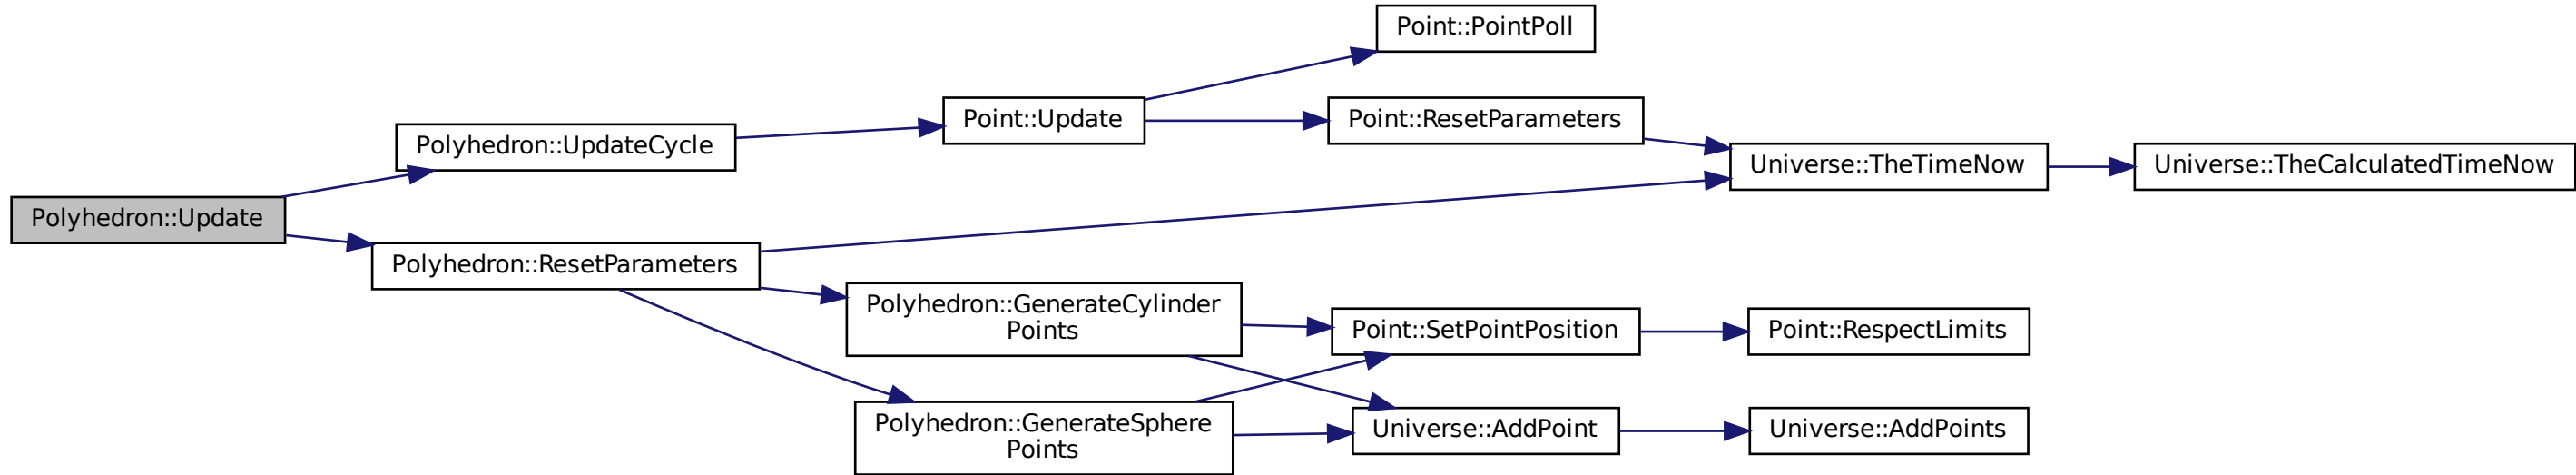 Point::PointPoll
Point::Update
Point::ResetParameters
Polyhedron::UpdateCycle
Universe::TheTimeNow
Universe::TheCalculatedTimeNow
Polyhedron::Update
Polyhedron::ResetParameters
Polyhedron::GenerateCylinder
Points
Point::SetPointPosition
Point::RespectLimits
Polyhedron::GenerateSphere
Points
Universe::AddPoint
Universe::AddPoints